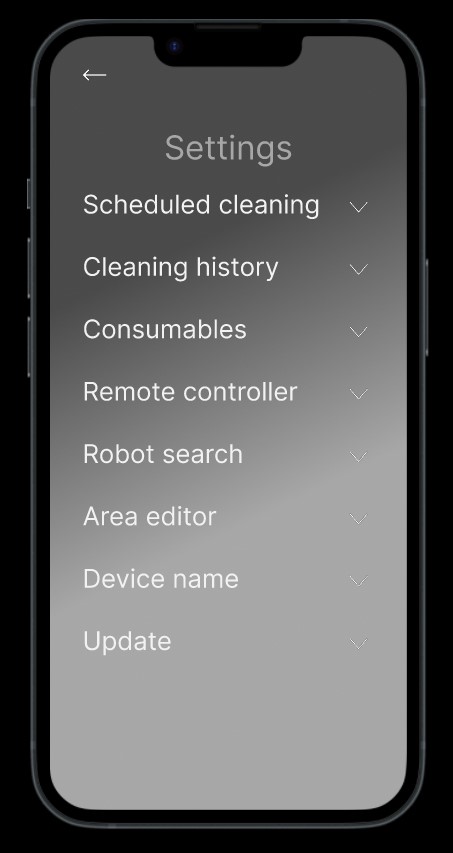 Settings
Scheduled cleaning
Cleaning history
Consumables
Remote controller
Robot search
Area editor
Device name
Update